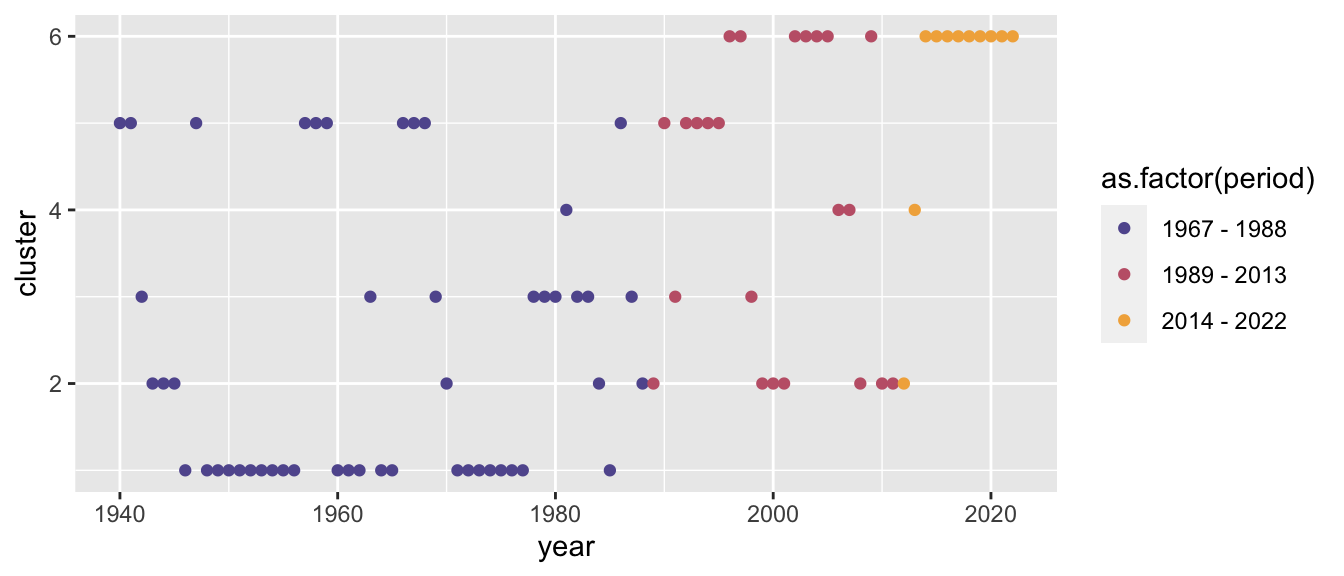 6
4
2
cluster
1940 1960 1980 2000 2020
year
as.factor(period)
1967 - 1988
1989 - 2013
2014 - 2022